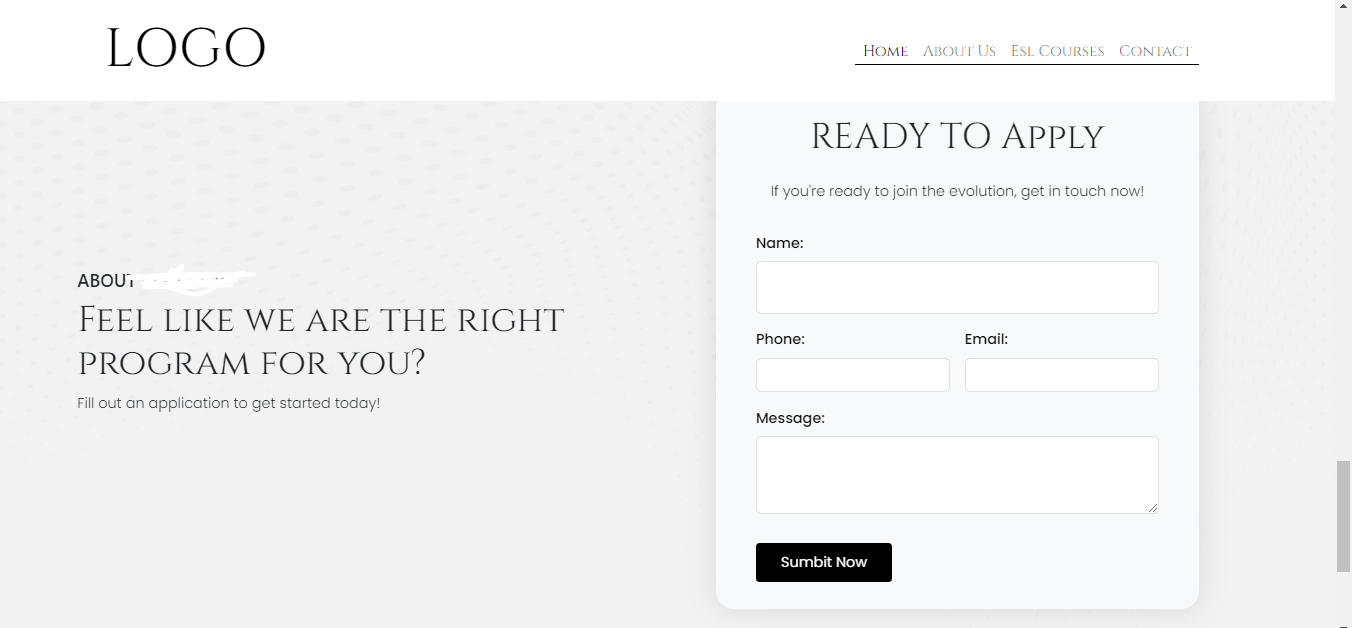 LOGO
Home About Us Esl Courses Contact
READY TO Apply
If you're ready to join the evolution, get in touch now!
Name:
Phone: Email:
Message:
Sumbit Now
ABOUT
Feel like we are the right
program for you?
Fill out an application to get started today!